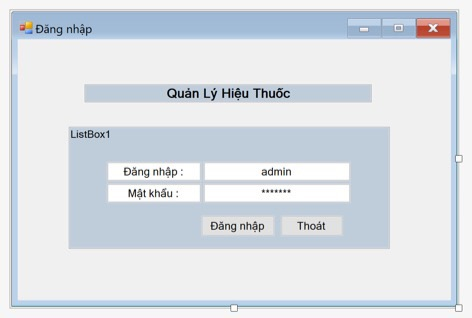 Đăng nhập
Quản Lý Hiệu Thuốc
ListBox1
Đăng nhập : admin
Mật khẩu : *******
Đăng nhập Thoát